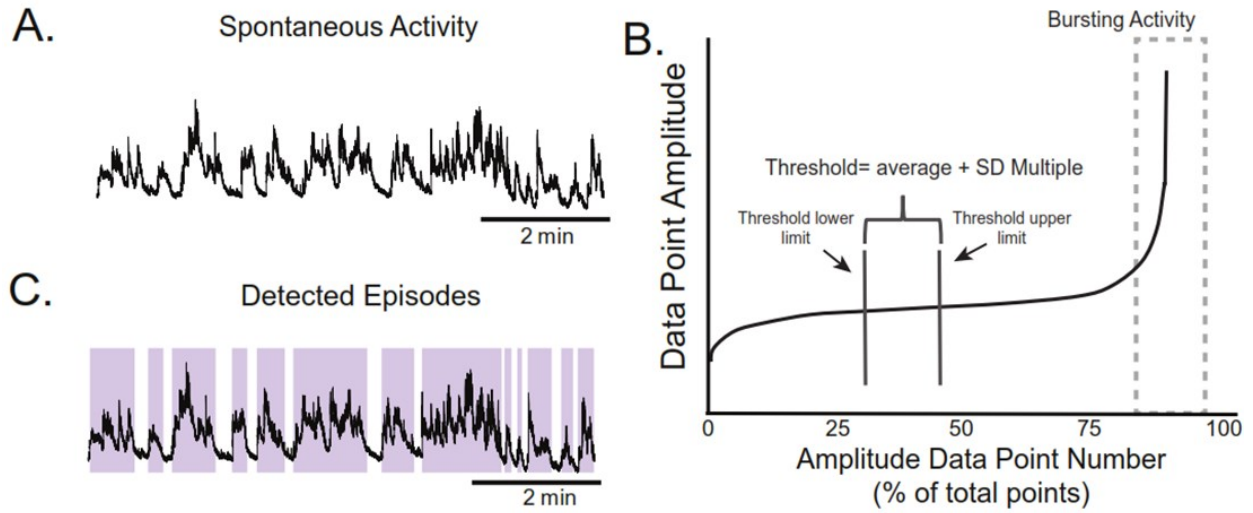 A.
Spontaneous Activity
2 min
B.
Bursting Activity
Data Point Amplitude
Threshold= average + SD Multiple
Threshold lower
limit
Threshold upper
limit
0
25
50
75
100
Amplitude Data Point Number
(% of total points)
C.
Detected Episodes
2 min